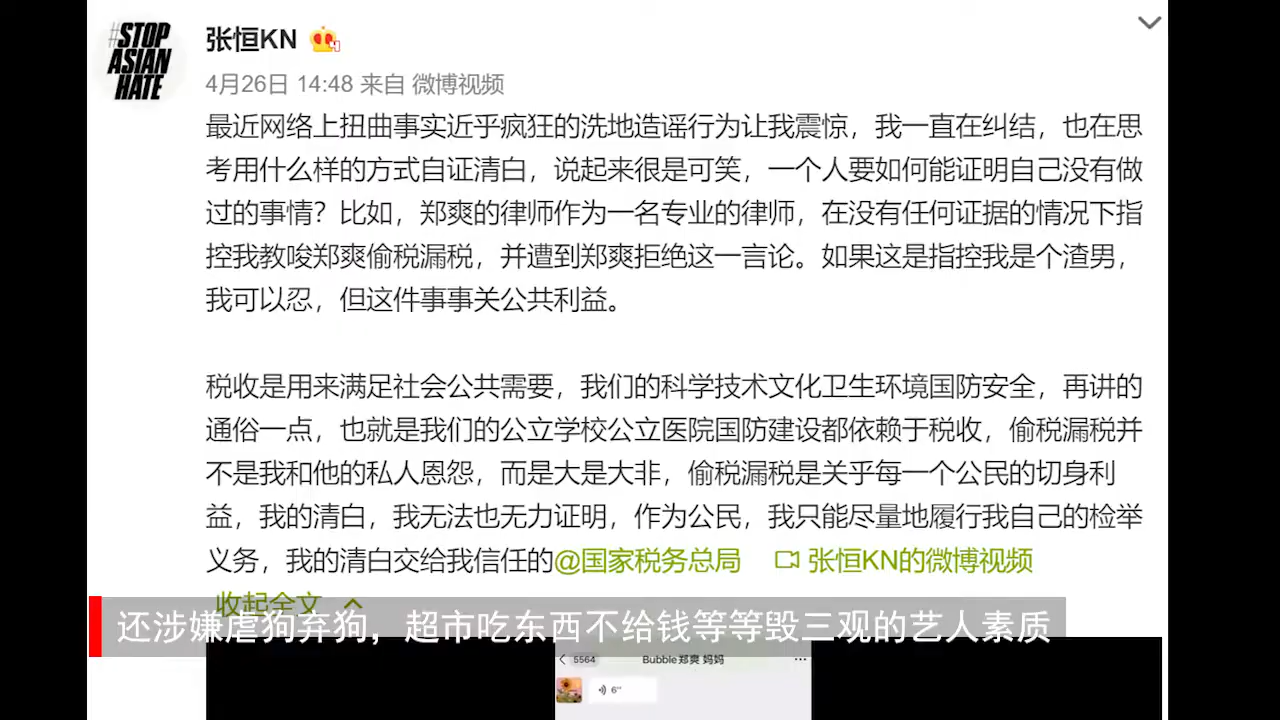 #STOP
ASIAN
HATE
张恒KN
4月26日 14:48 来自 微博视频
最近网络上扭曲事实近乎疯狂的洗地造谣行为让我震惊，我一直在纠结，也在思
考用什么样的方式自证清白，说起来很是可笑，一个人要如何能证明自己没有做
过的事情？比如，郑爽的律师作为一名专业的律师，在没有任何证据的情况下指
控我教唆郑爽偷税漏税，并遭到郑爽拒绝这一言论。如果这是指控我是个渣男，
我可以忍，但这件事事关公共利益。
税收是用来满足社会公共需要，我们的科学技术文化卫生环境国防安全，再讲的
通俗一点，也就是我们的公立学校公立医院国防建设都依赖于税收，偷税漏税并
不是我和他的私人恩怨，而是大是大非，偷税漏税是关乎每一个公民的切身利
益，我的清白，我无法也无力证明，作为公民，我只能尽量地履行我自己的检举
义务，我的清白交给我信任的@国家税务总局 张恒KN的微博视频
收起全文
还涉嫌虐狗弃狗，超市吃东西不给钱等等毁三观的艺人素质
5564 Bubble郑爽 妈妈 ···
6"